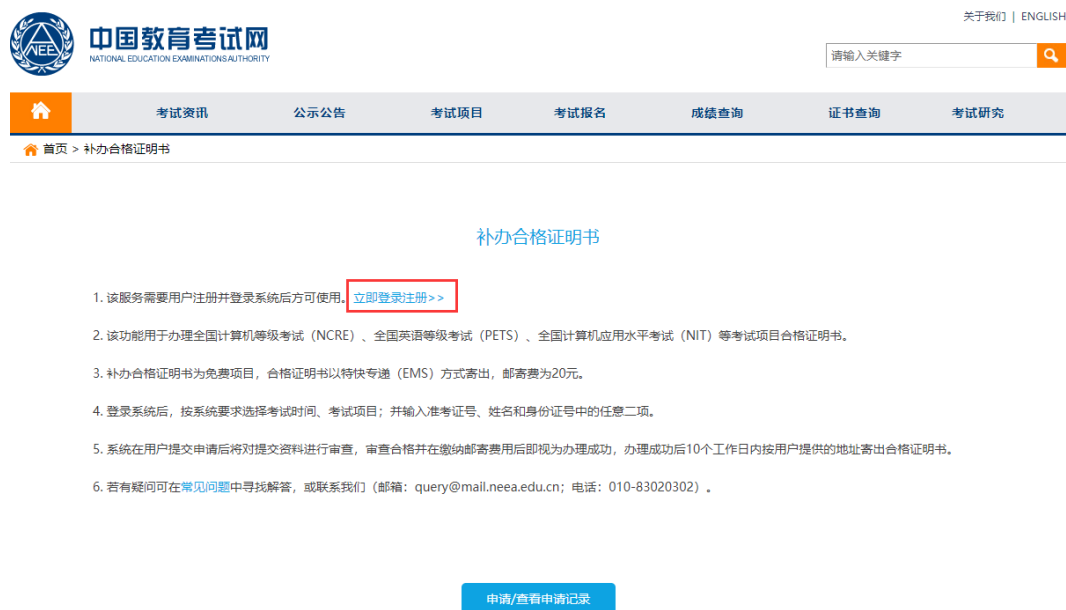 关于我们 | ENGLISH
NEEA
中国教育考试网
NATIONAL EDUCATION EXAMINATIONS AUTHORITY
请输入关键字
考试资讯 公示公告 考试项目 考试报名 成绩查询 证书查询 考试研究
首页 > 补办合格证明书
补办合格证明书
1. 该服务需要用户注册并登录系统后方可使用。立即登录注册>>
2. 该功能用于办理全国计算机等级考试（NCRE）、全国英语等级考试（PETS）、全国计算机应用水平考试（NIT）等考试项目合格证明书。
3. 补办合格证明书为免费项目，合格证明书以特快专递（EMS）方式寄出，邮寄费为20元。
4. 登录系统后，按系统要求选择考试时间、考试项目；并输入准考证号、姓名和身份证号中的任意二项。
5. 系统在用户提交申请后将对提交资料进行审查，审查合格并在缴纳邮寄费用后即视为办理成功，办理成功后10个工作日内按用户提供的地址寄出合格证明书。
6. 若有疑问可在常见问题中寻找解答，或联系我们（邮箱：query@mail.neea.edu.cn；电话：010-83020302）。
申请/查看申请记录